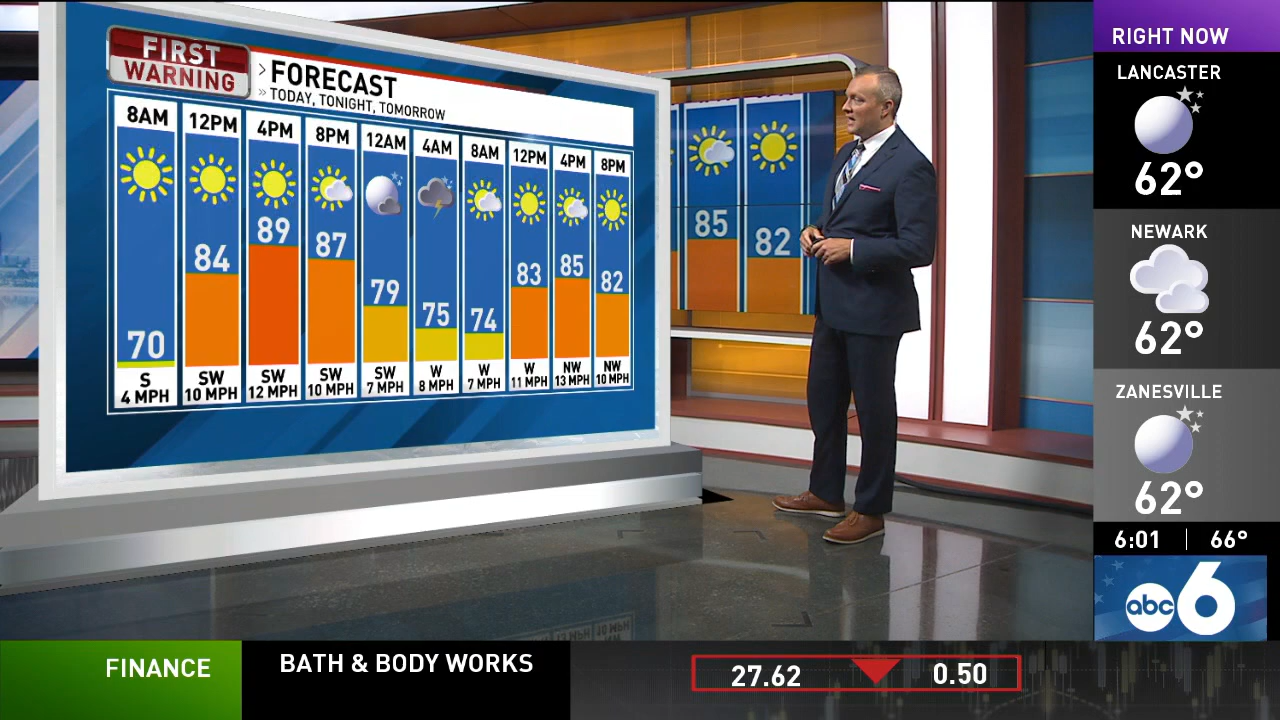 FIRST
WARNING
FORECAST
TODAY, TONIGHT, TOMORROW
8AM 12PM 4PM 8PM 12AM 4AM 8AM 12PM 4PM 8PM
70 84 89 87 79 75 74 83 85 82
S SW SW SW SW W W W NW NW
4 MPH 10 MPH 12 MPH 10 MPH 7 MPH 8 MPH 7 MPH 11 MPH 13 MPH 10 MPH
85 82
RIGHT NOW
LANCASTER
62°
NEWARK
62°
ZANESVILLE
62°
6:01 66°
abc 6
FINANCE
BATH & BODY WORKS
27.62 0.50